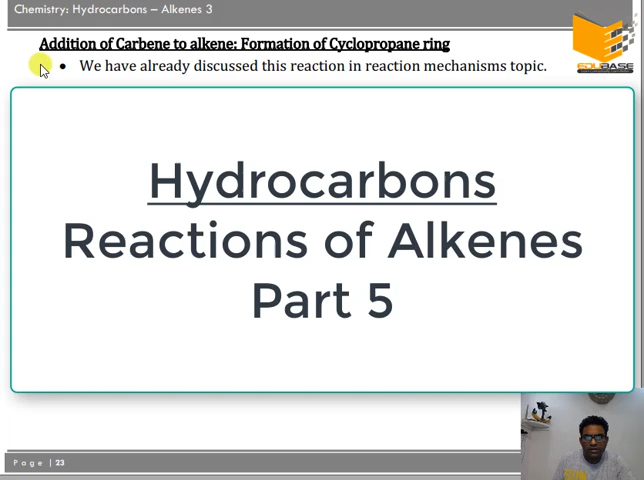 Chemistry: Hydrocarbons – Alkenes 3
Addition of Carbene to alkene: Formation of Cyclopropane ring
• We have already discussed this reaction in reaction mechanisms topic.
EDUBASE
Hydrocarbons
Reactions of Alkenes
Part 5
Page | 23